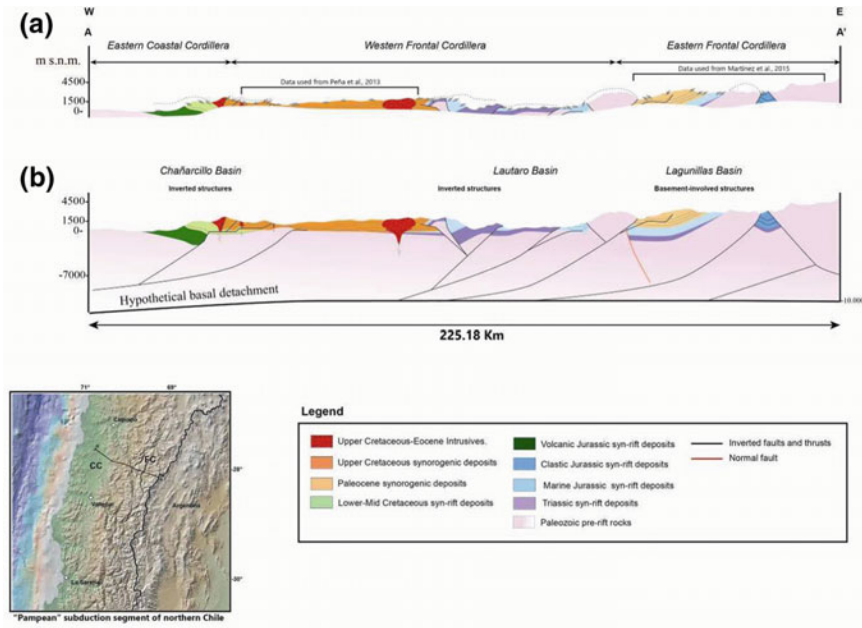 (a)
W
E
A
A'
Eastern Coastal Cordillera
Western Frontal Cordillera
Eastern Frontal Cordillera
m s.n.m.
Data used from Peña et al., 2013
Data used from Martinez et al., 2015
4500
1500
0-
(b)
Chañarcillo Basin
Lautaro Basin
Lagunillas Basin
Inverted structures
Inverted structures
Basement-involved structures
4500
1500
0-
-7000
Hypothetical basal detachment
10.000
225.18 Km
71°
69°
CC
FC
28°
Argentina
La Serena
30°
"Pampean" subduction segment of northern Chile
Legend
Upper Cretaceous-Eocene Intrusives.
Upper Cretaceous synorogenic deposits
Paleocene synorogenic deposits
Lower-Mid Cretaceous syn-rift deposits
Volcanic Jurassic syn-rift deposits
Clastic Jurassic syn-rift deposits
Marine Jurassic syn-rift deposits
Triassic syn-rift deposits
Paleozoic pre-rift rocks
Inverted faults and thrusts
Normal fault